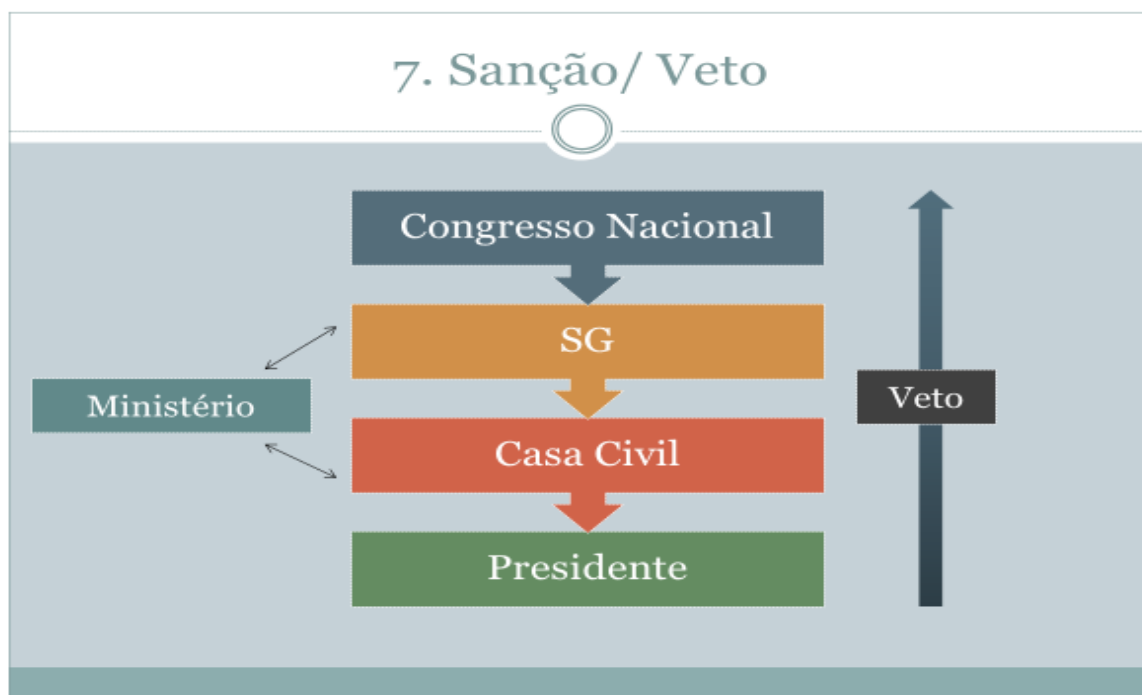 7. Sanção/ Veto
Congresso Nacional
SG
Ministério
Veto
Casa Civil
Presidente